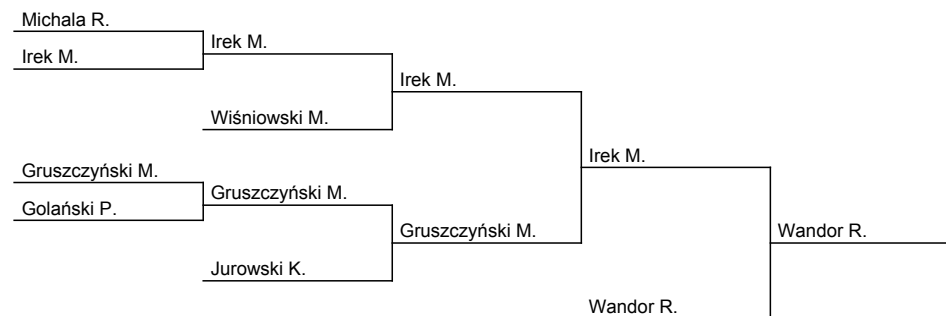 Michala R.
Irek M.
Irek M.
Irek M.
Wiśniowski M.
Irek M.
Gruszczyński M.
Gruszczyński M.
Golański P.
Gruszczyński M.
Wandor R.
Jurowski K.
Wandor R.